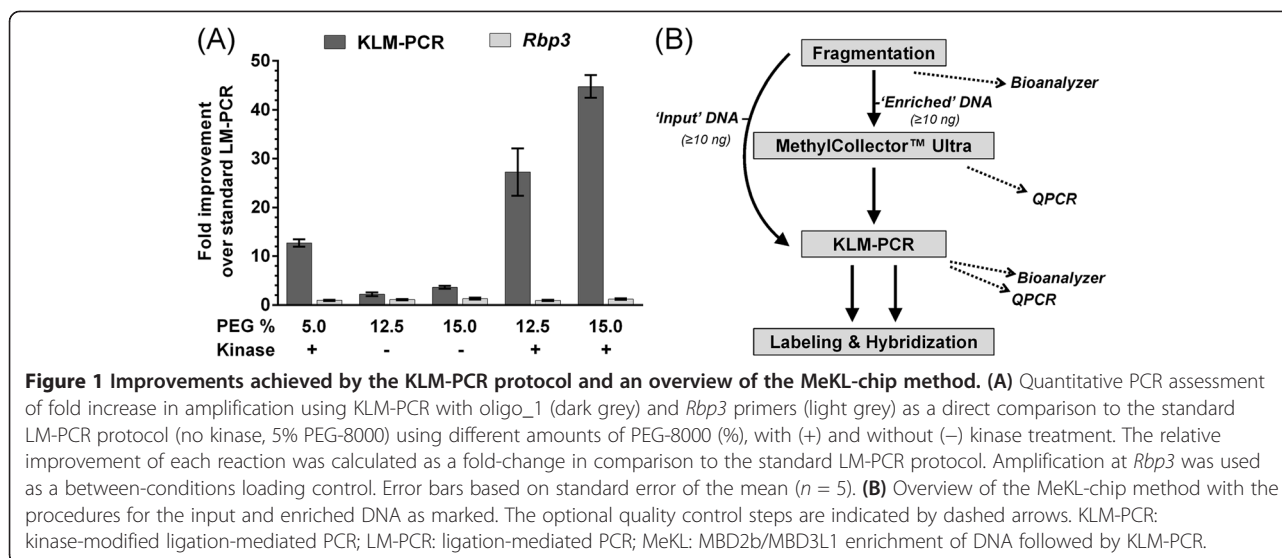 (A)
KLM-PCR
Rbp3
Fold improvement
over standard LM-PCR
50
40
30
20
10
0
PEG % 5.0 12.5 15.0 12.5 15.0
Kinase + - - + +
(B)
Fragmentation
Bioanalyzer
'Input' DNA
(≥10 ng)
'Enriched' DNA
(≥10 ng)
MethylCollector™ Ultra
QPCR
KLM-PCR
Bioanalyzer
QPCR
Labeling & Hybridization
Figure 1 Improvements achieved by the KLM-PCR protocol and an overview of the MeKL-chip method. (A) Quantitative PCR assessment
of fold increase in amplification using KLM-PCR with oligo_1 (dark grey) and Rbp3 primers (light grey) as a direct comparison to the standard
LM-PCR protocol (no kinase, 5% PEG-8000) using different amounts of PEG-8000 (%), with (+) and without (−) kinase treatment. The relative
improvement of each reaction was calculated as a fold-change in comparison to the standard LM-PCR protocol. Amplification at Rbp3 was used
as a between-conditions loading control. Error bars based on standard error of the mean (n = 5). (B) Overview of the MeKL-chip method with the
procedures for the input and enriched DNA as marked. The optional quality control steps are indicated by dashed arrows. KLM-PCR:
kinase-modified ligation-mediated PCR; LM-PCR: ligation-mediated PCR; MeKL: MBD2b/MBD3L1 enrichment of DNA followed by KLM-PCR.